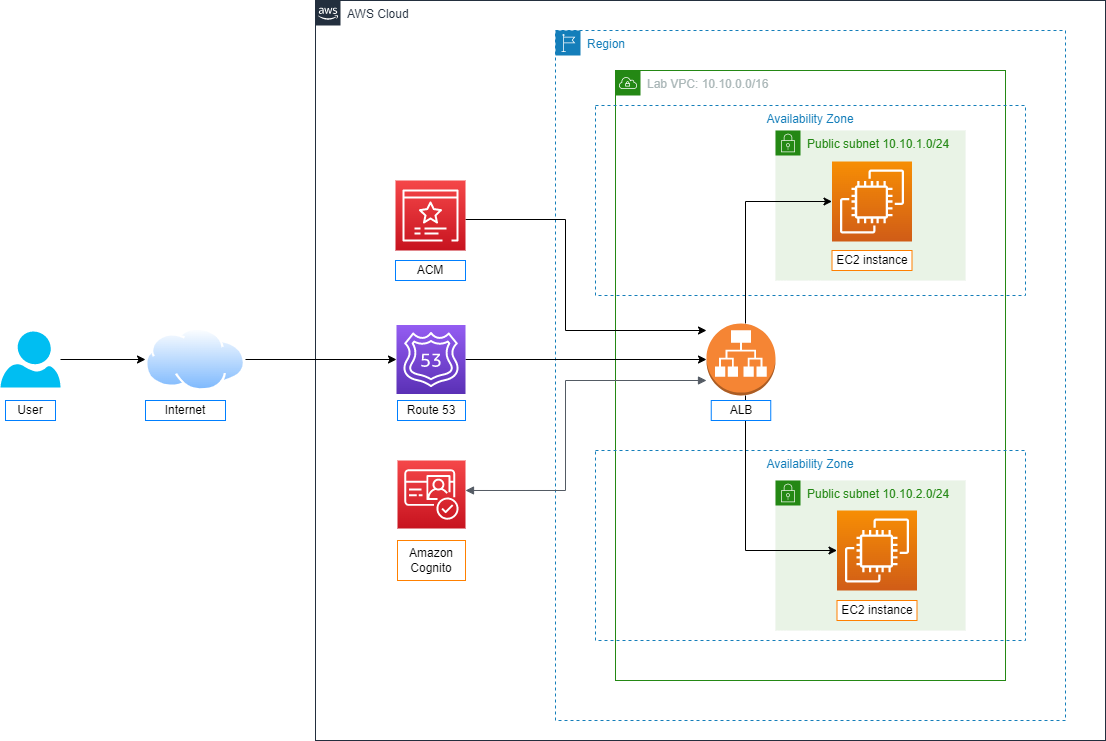 aws
AWS Cloud
Region
Lab VPC: 10.10.0.0/16
Availability Zone
Public subnet 10.10.1.0/24
EC2 instance
ACM
53
User
Internet
Route 53
ALB
Availability Zone
Public subnet 10.10.2.0/24
EC2 instance
Amazon
Cognito